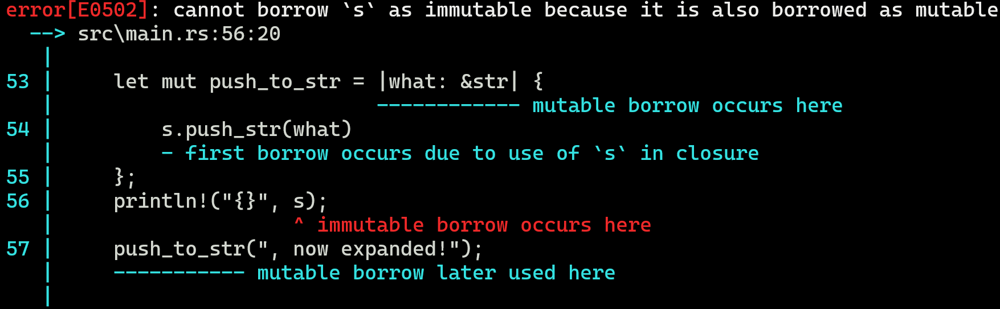 error[E0502]: cannot borrow `s` as immutable because it is also borrowed as mutable
  --> src\main.rs:56:20
   |
53 |     let mut push_to_str = |what: &str| {
   |                           ------------ mutable borrow occurs here
54 |         s.push_str(what)
   |         - first borrow occurs due to use of `s` in closure
55 |     };
56 |     println!("{}", s);
   |                    ^ immutable borrow occurs here
57 |     push_to_str(", now expanded!");
   |     ----------- mutable borrow later used here
   |